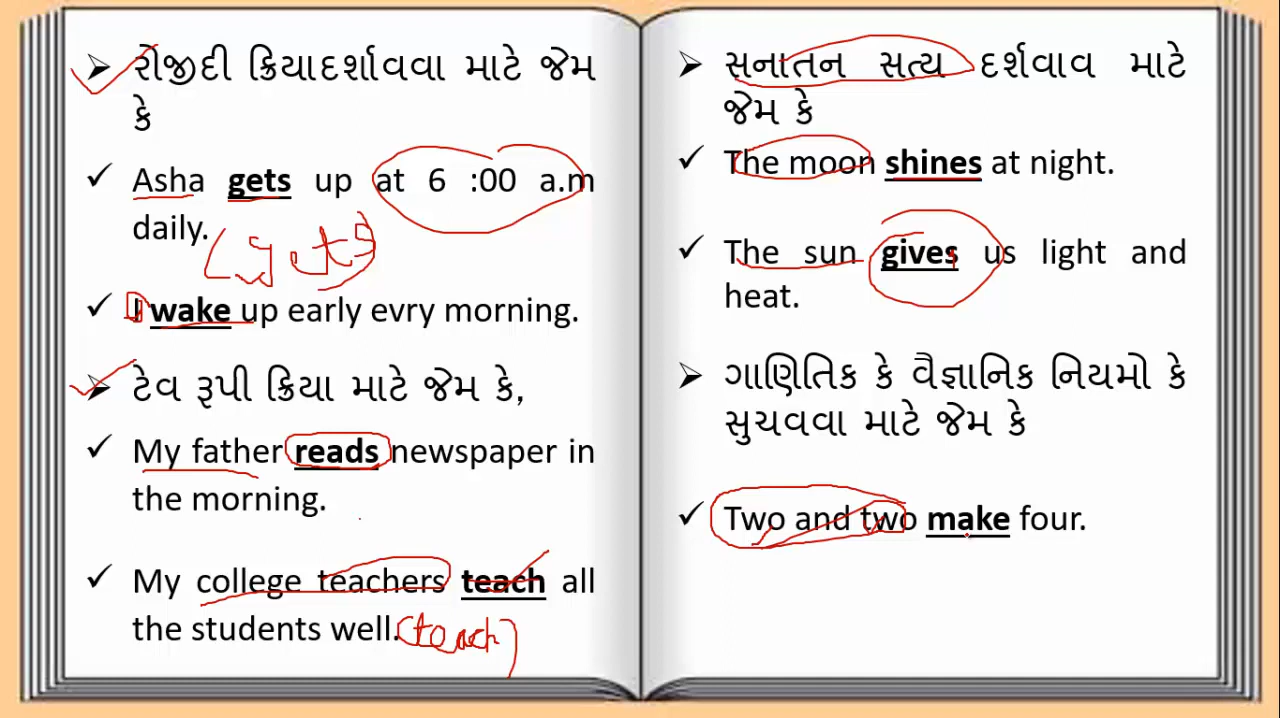 ➢ રોજીદી ક્રિયાદર્શાવવા માટે જેમ
કે
✓ Asha gets up at 6 :00 a.m
daily.
(gets)
✓ I wake up early evry morning.
➢ ટેવ રૂપી ક્રિયા માટે જેમ કે,
✓ My father reads newspaper in
the morning.
✓ My college teachers teach all
the students well. (teach)
➢ સનાતન સત્ય દર્શવાવ માટે
જેમ કે
✓ The moon shines at night.
✓ The sun gives us light and
heat.
➢ ગાણિતિક કે વૈજ્ઞાનિક નિયમો કે
સુચવવા માટે જેમ કે
✓ Two and two make four.